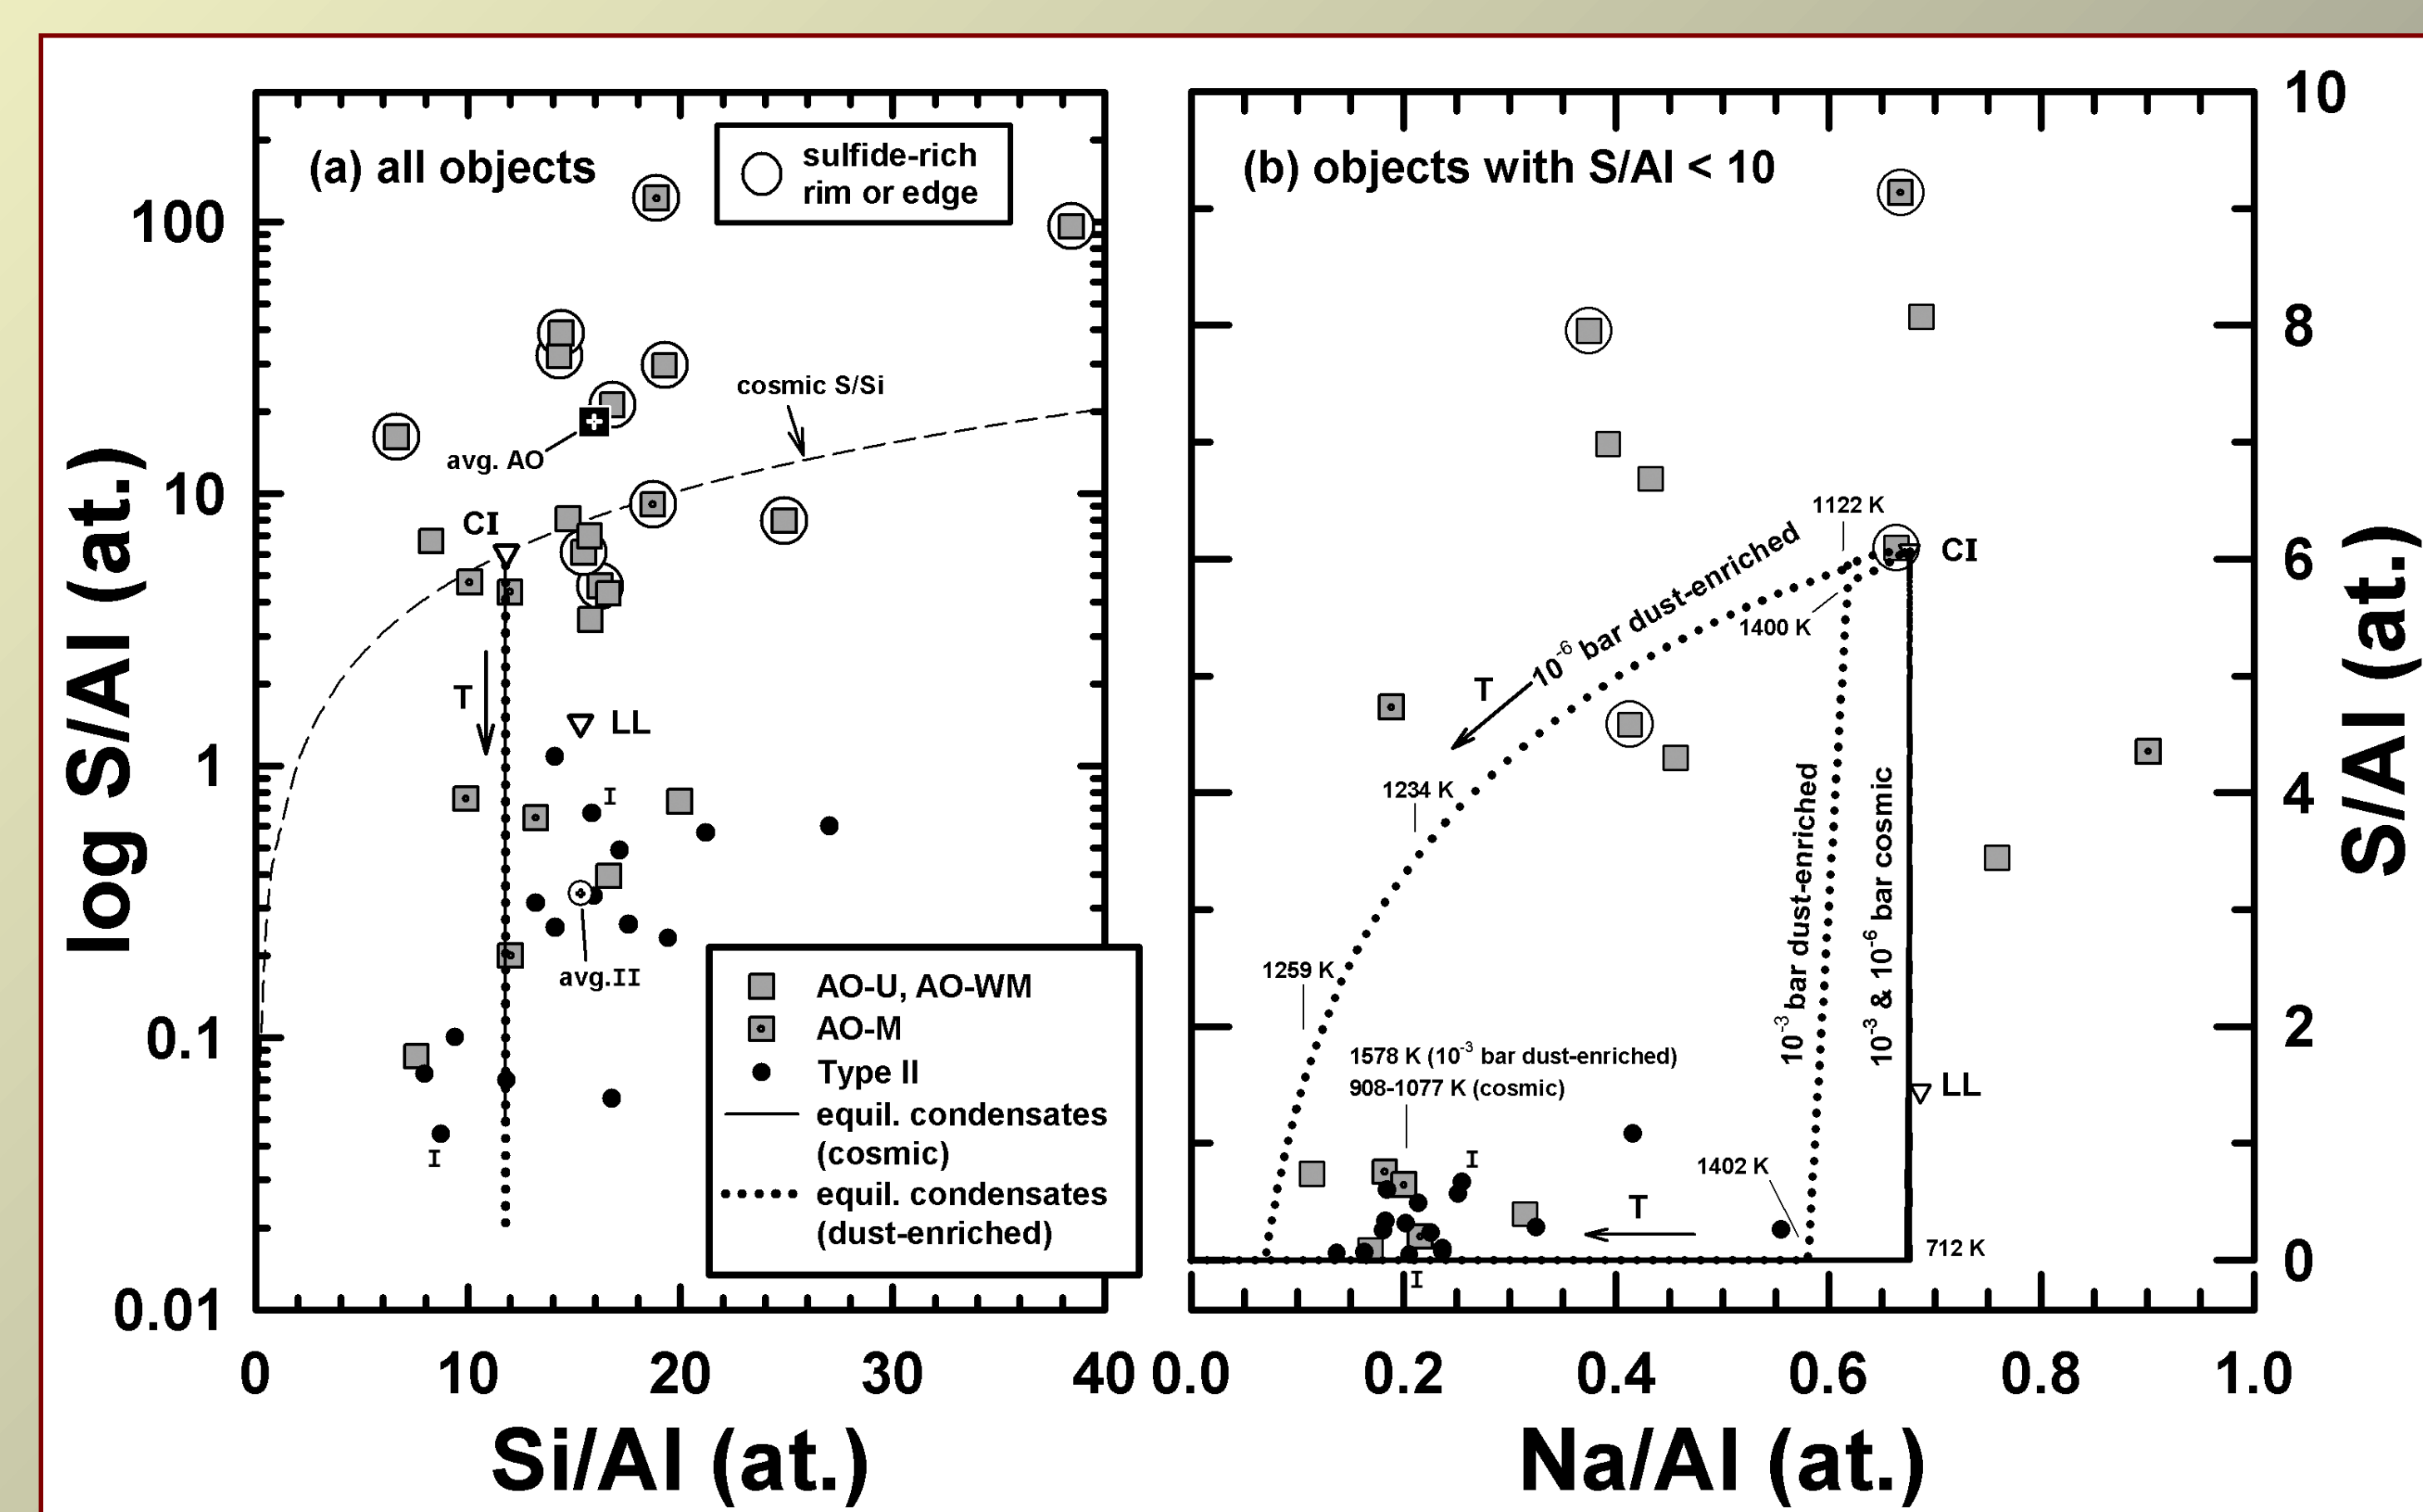 (a) all objects
sulfide-rich
rim or edge
100
10
1
0.1
0.01
log S/Al (at.)
cosmic S/Si
avg. AO
CI
T
LL
I
avg.II
I
AO-U, AO-WM
AO-M
Type II
equil. condensates
(cosmic)
equil. condensates
(dust-enriched)
0
10
20
30
40
Si/Al (at.)
(b) objects with S/Al < 10
10
8
6
4
2
0
S/Al (at.)
1122 K
CI
10⁻⁶ bar dust-enriched
1400 K
T
1234 K
1259 K
10⁻³ bar dust-enriched
10⁻³ & 10⁻⁶ bar cosmic
1578 K (10⁻³ bar dust-enriched)
908-1077 K (cosmic)
LL
I
1402 K
T
712 K
I
0.0
0.2
0.4
0.6
0.8
1.0
Na/Al (at.)